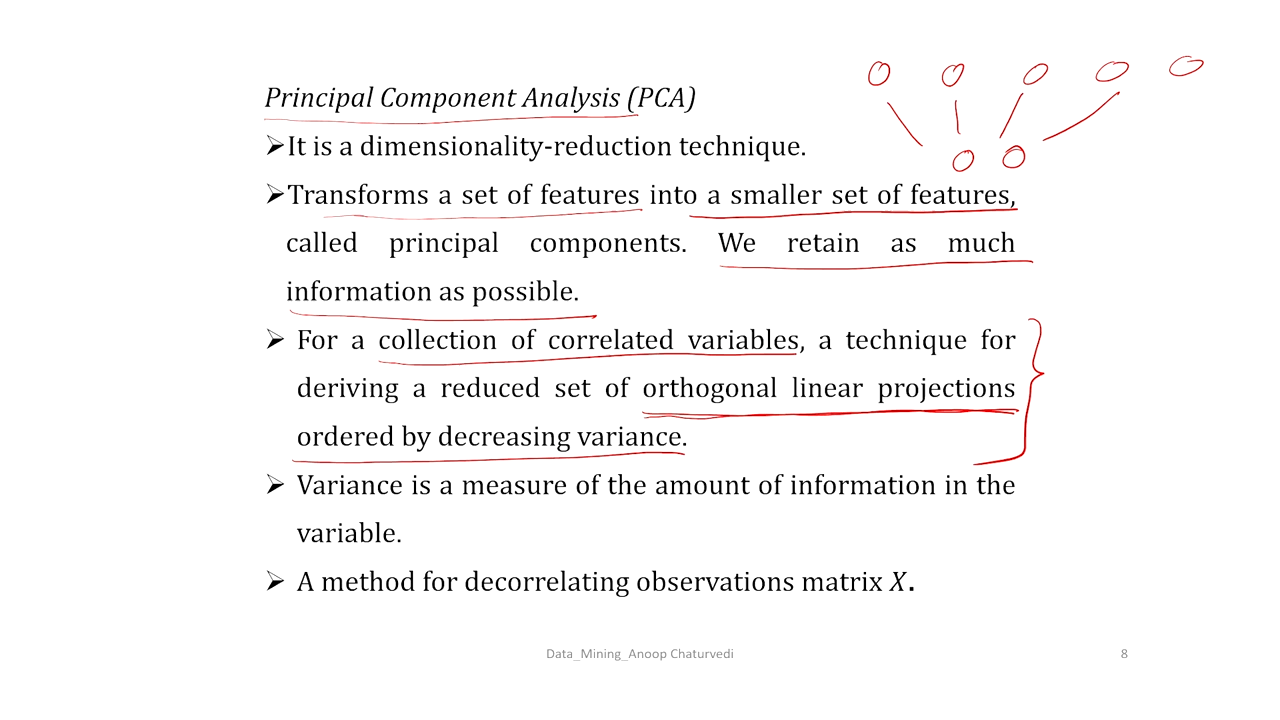 Principal Component Analysis (PCA)
➢It is a dimensionality-reduction technique.
➢Transforms a set of features into a smaller set of features,
called principal components. We retain as much
information as possible.
➢ For a collection of correlated variables, a technique for
deriving a reduced set of orthogonal linear projections
ordered by decreasing variance.
➢ Variance is a measure of the amount of information in the
variable.
➢ A method for decorrelating observations matrix X.
Data_Mining_Anoop Chaturvedi
8